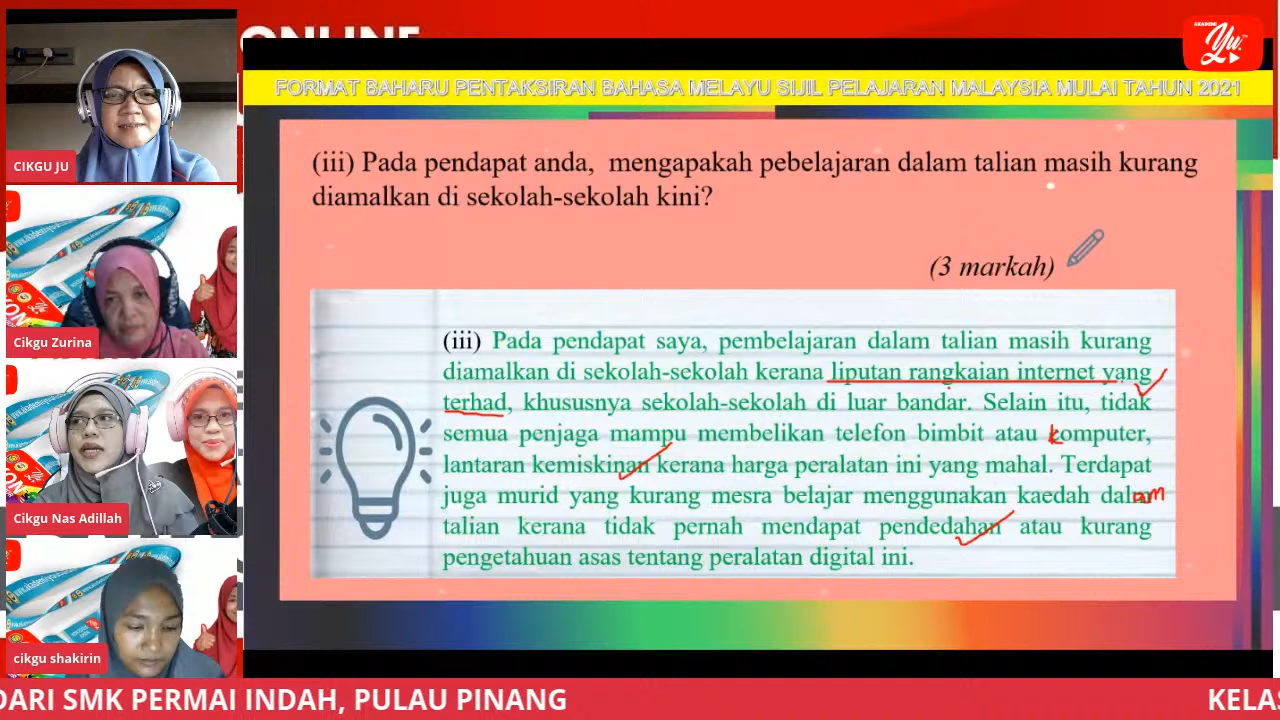 ONLINE
AKADEMI
Yu.
FORMAT BAHARU PENTAKSIRAN BAHASA MELAYU SIJIL PELAJARAN MALAYSIA MULAI TAHUN 2021
CIKGU JU
Cikgu Zurina
Cikgu Nas Adillah
cikgu shakirin
(iii) Pada pendapat anda, mengapakah pebelajaran dalam talian masih kurang
diamalkan di sekolah-sekolah kini?
(3 markah)
(iii) Pada pendapat saya, pembelajaran dalam talian masih kurang
diamalkan di sekolah-sekolah kerana liputan rangkaian internet yang
terhad, khususnya sekolah-sekolah di luar bandar. Selain itu, tidak
semua penjaga mampu membelikan telefon bimbit atau komputer,
lantaran kemiskinan kerana harga peralatan ini yang mahal. Terdapat
juga murid yang kurang mesra belajar menggunakan kaedah dalam
talian kerana tidak pernah mendapat pendedahan atau kurang
pengetahuan asas tentang peralatan digital ini.
DARI SMK PERMAI INDAH, PULAU PINANG
KELAS